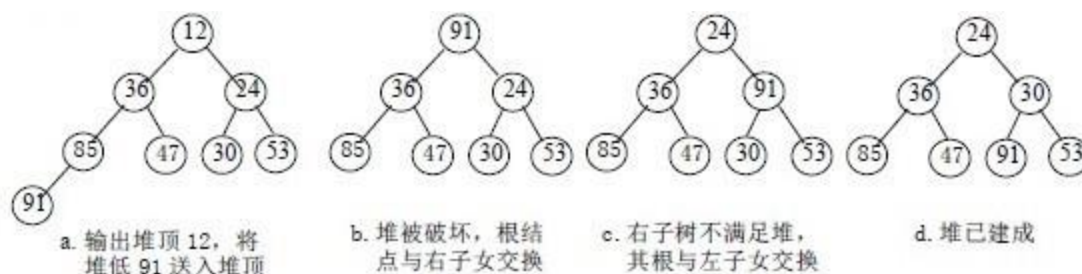 12
36 24
85 47 30 53
91
a. 输出堆顶 12，将
堆低 91 送入堆顶
91
36 24
85 47 30 53
b. 堆被破坏，根结
点与右子女交换
24
36 91
85 47 30 53
c. 右子树不满足堆，
其根与左子女交换
24
36 30
85 47 91 53
d. 堆已建成